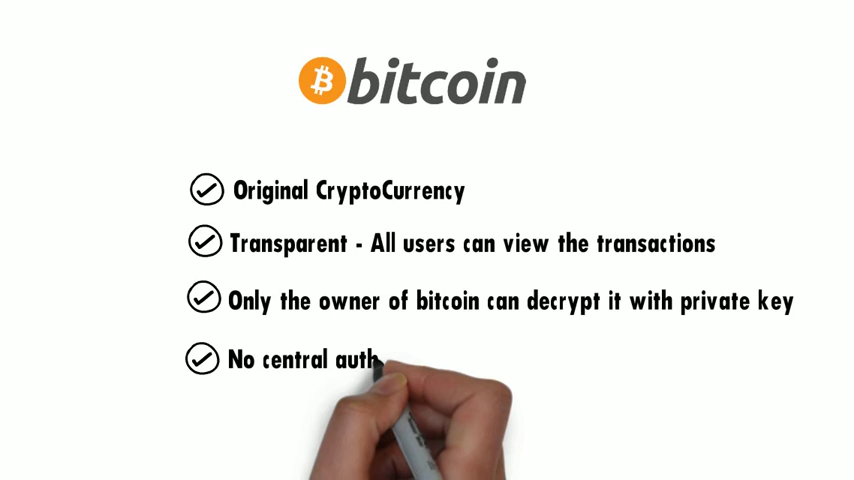 bitcoin
Original CryptoCurrency
Transparent - All users can view the transactions
Only the owner of bitcoin can decrypt it with private key
No central auth